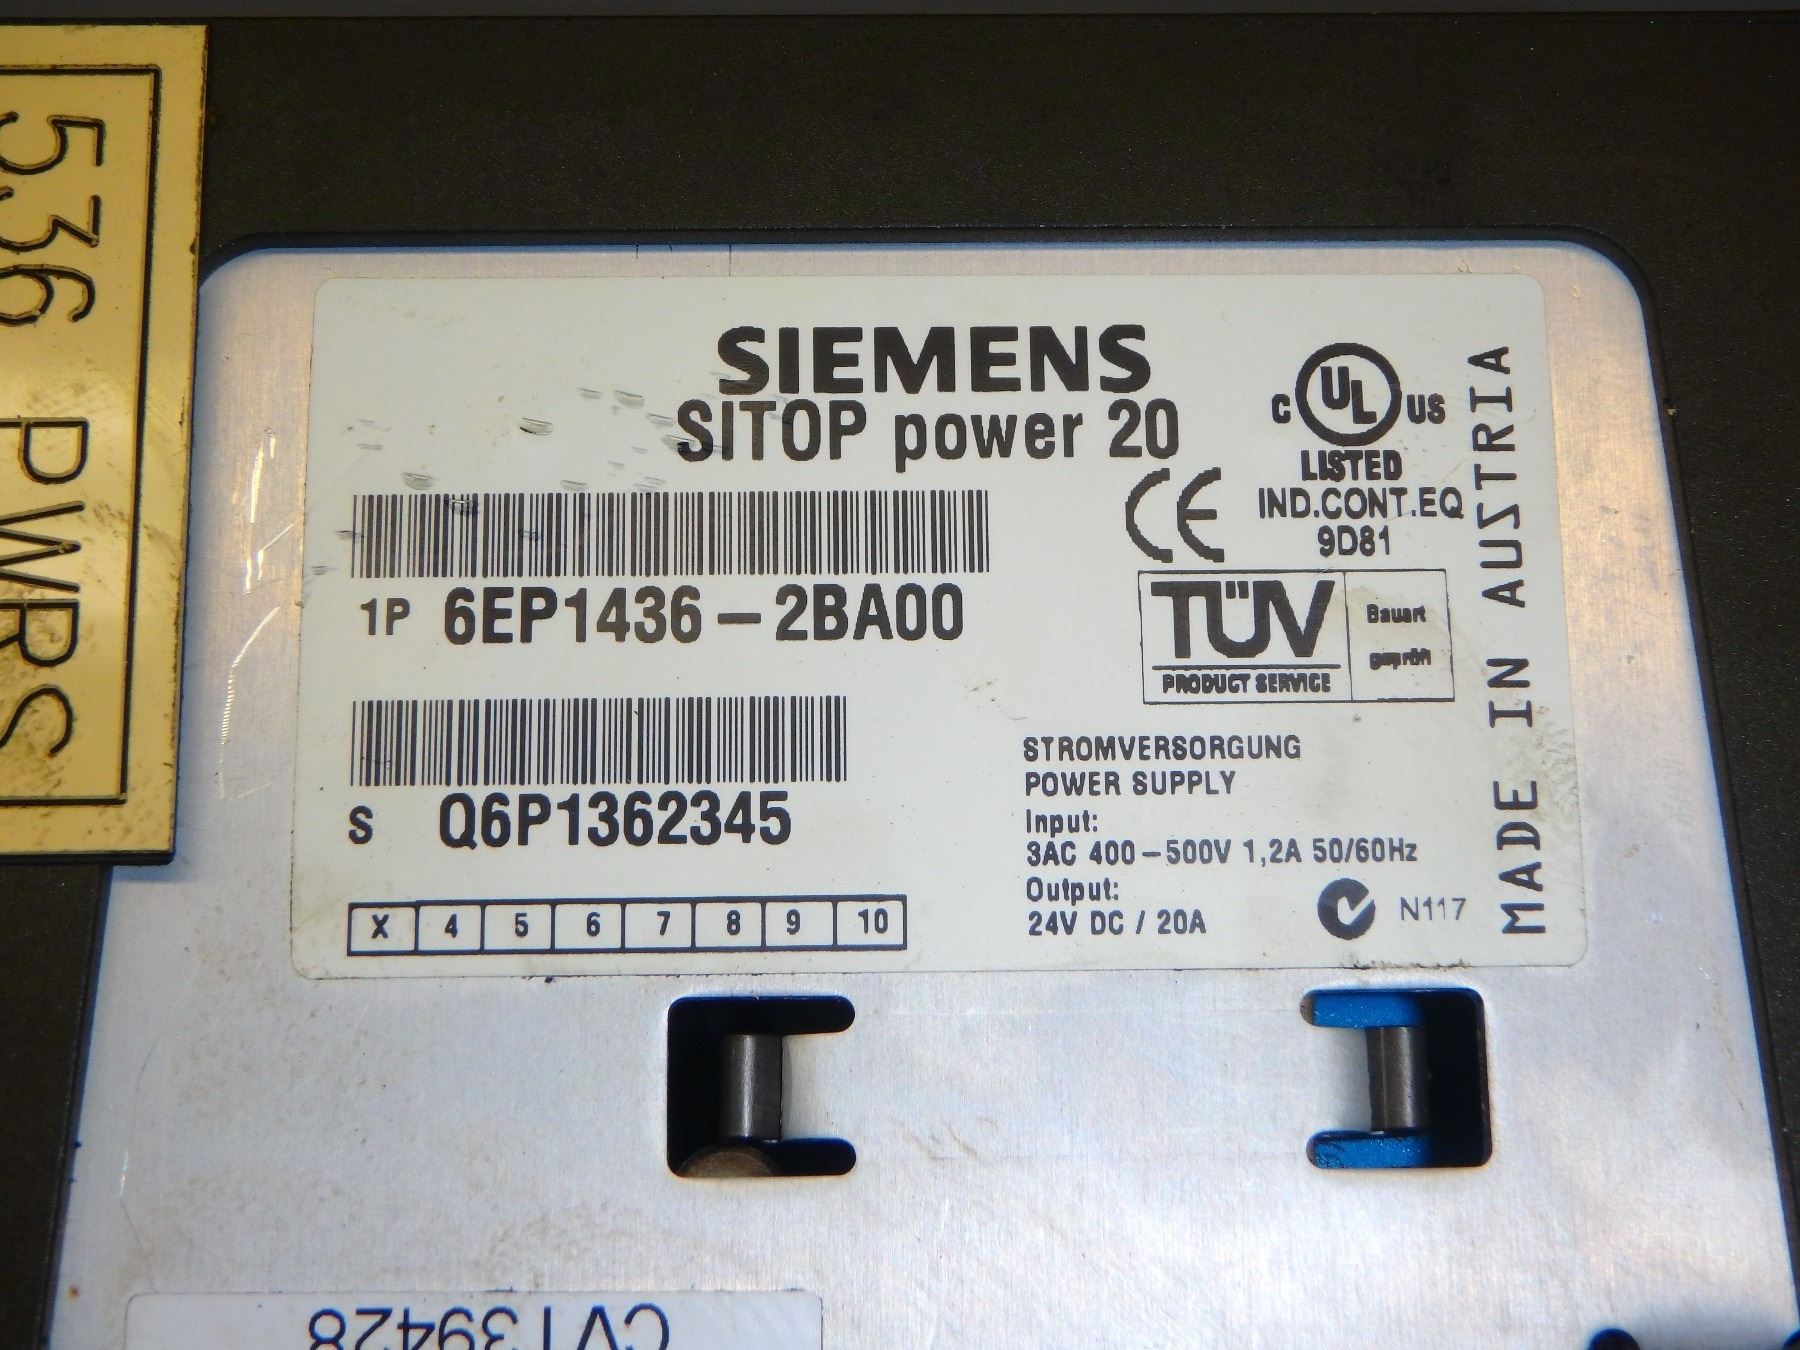 536 PWRS
SIEMENS
SITOP power 20
C UL US
LISTED
IND.CONT.EQ
9D81
CE
1P 6EP1436-2BA00
TÜV
PRODUCT SERVICE
Bauart
geprüft
S Q6P1362345
X 4 5 6 7 8 9 10
STROMVERSORGUNG
POWER SUPPLY
Input:
3AC 400-500V 1,2A 50/60Hz
Output:
24V DC / 20A
N117
MADE IN AUSTRIA
CV139428